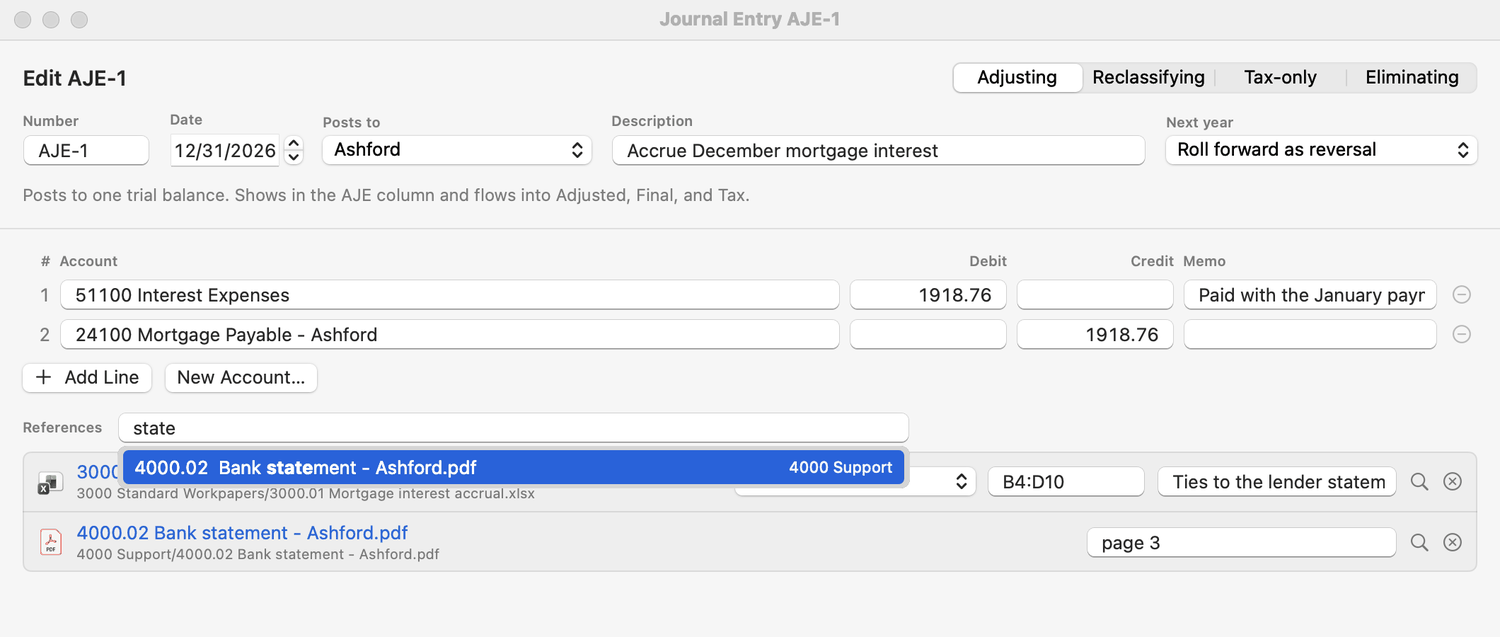 Journal Entry AJE-1
Edit AJE-1
Adjusting Reclassifying Tax-only Eliminating
Number Date Posts to Description Next year
AJE-1 12/31/2026 Ashford Accrue December mortgage interest Roll forward as reversal
Posts to one trial balance. Shows in the AJE column and flows into Adjusted, Final, and Tax.
# Account Debit Credit Memo
1 51100 Interest Expenses 1918.76 Paid with the January payr
2 24100 Mortgage Payable - Ashford 1918.76
+ Add Line New Account...
References state
4000.02 Bank statement - Ashford.pdf 4000 Support
3000 B4:D10 Ties to the lender statem
3000 Standard Workpapers/3000.01 Mortgage interest accrual.xlsx
4000.02 Bank statement - Ashford.pdf
4000 Support/4000.02 Bank statement - Ashford.pdf
page 3